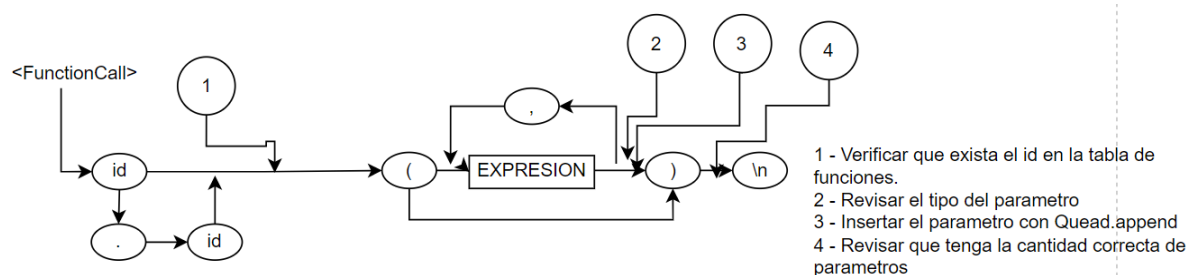 2
3
4
<FunctionCall>
1
,
id
(
EXPRESION
)
\n
.
id
1 - Verificar que exista el id en la tabla de
funciones.
2 - Revisar el tipo del parametro
3 - Insertar el parametro con Quead.append
4 - Revisar que tenga la cantidad correcta de
parametros